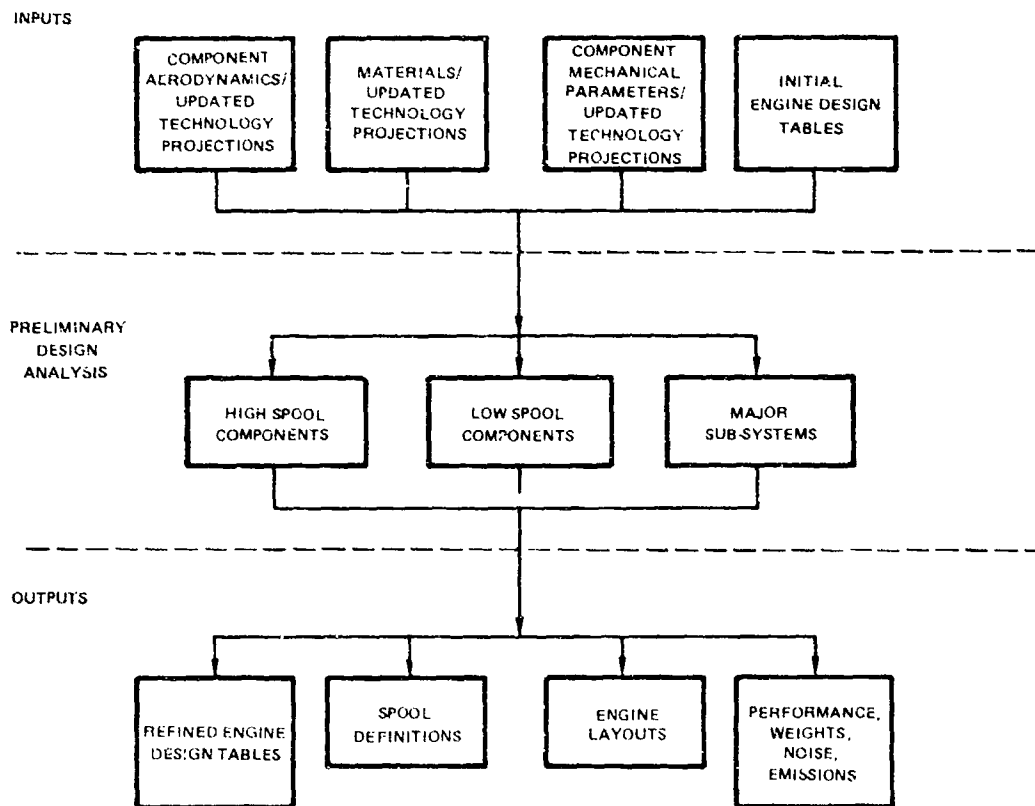 INPUTS
COMPONENT
AERODYNAMICS/
UPDATED
TECHNOLOGY
PROJECTIONS
MATERIALS/
UPDATED
TECHNOLOGY
PROJECTIONS
COMPONENT
MECHANICAL
PARAMETERS/
UPDATED
TECHNOLOGY
PROJECTIONS
INITIAL
ENGINE DESIGN
TABLES
PRELIMINARY
DESIGN
ANALYSIS
HIGH SPOOL
COMPONENTS
LOW SPOOL
COMPONENTS
MAJOR
SUB-SYSTEMS
OUTPUTS
REFINED ENGINE
DESIGN TABLES
SPOOL
DEFINITIONS
ENGINE
LAYOUTS
PERFORMANCE,
WEIGHTS,
NOISE,
EMISSIONS